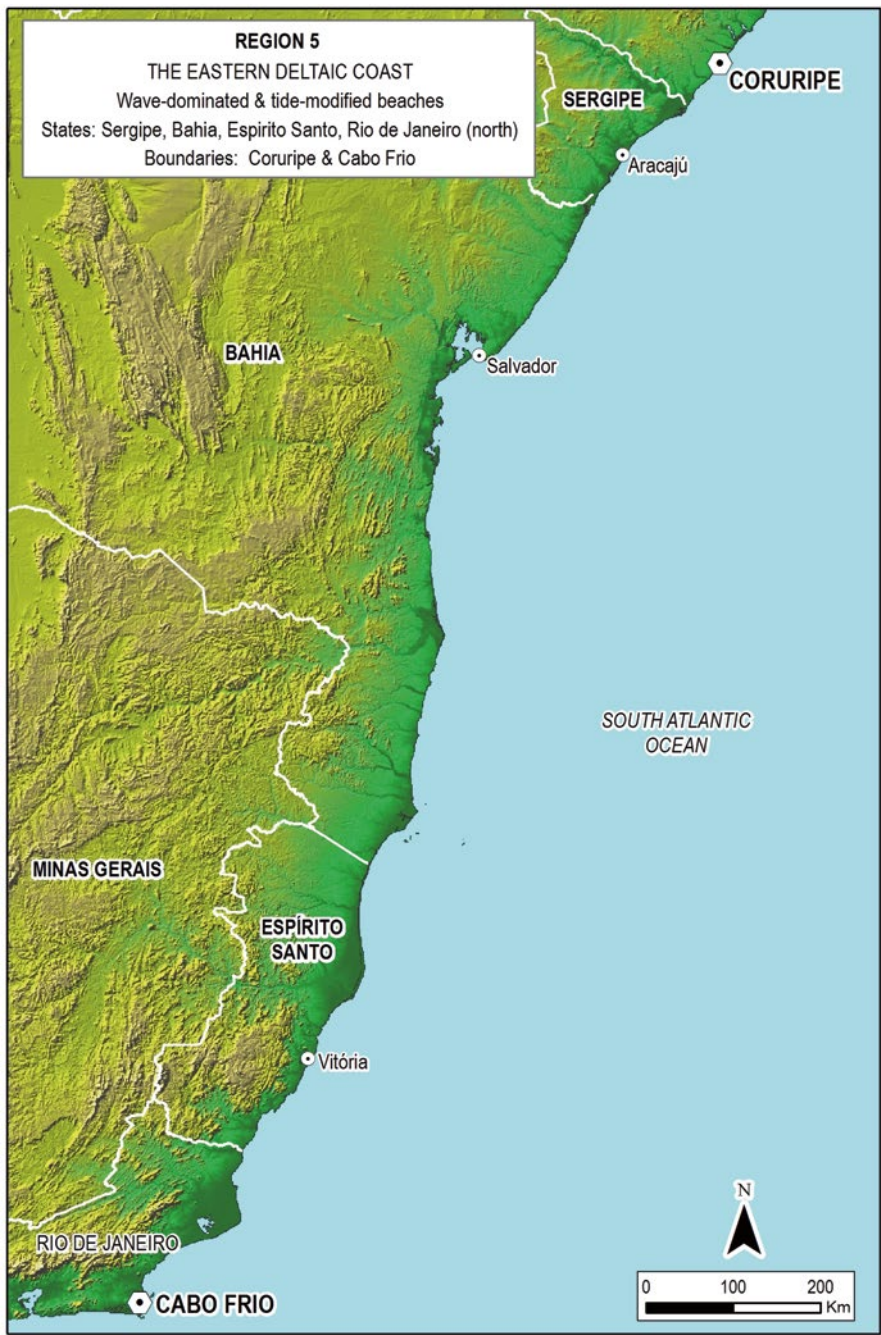 REGION 5
THE EASTERN DELTAIC COAST
Wave-dominated & tide-modified beaches
States: Sergipe, Bahia, Espirito Santo, Rio de Janeiro (north)
Boundaries: Coruripe & Cabo Frio
CORURIPE
SERGIPE
Aracajú
BAHIA
Salvador
SOUTH ATLANTIC
OCEAN
MINAS GERAIS
ESPÍRITO
SANTO
Vitória
N
RIO DE JANEIRO
CABO FRIO
0 100 200
Km